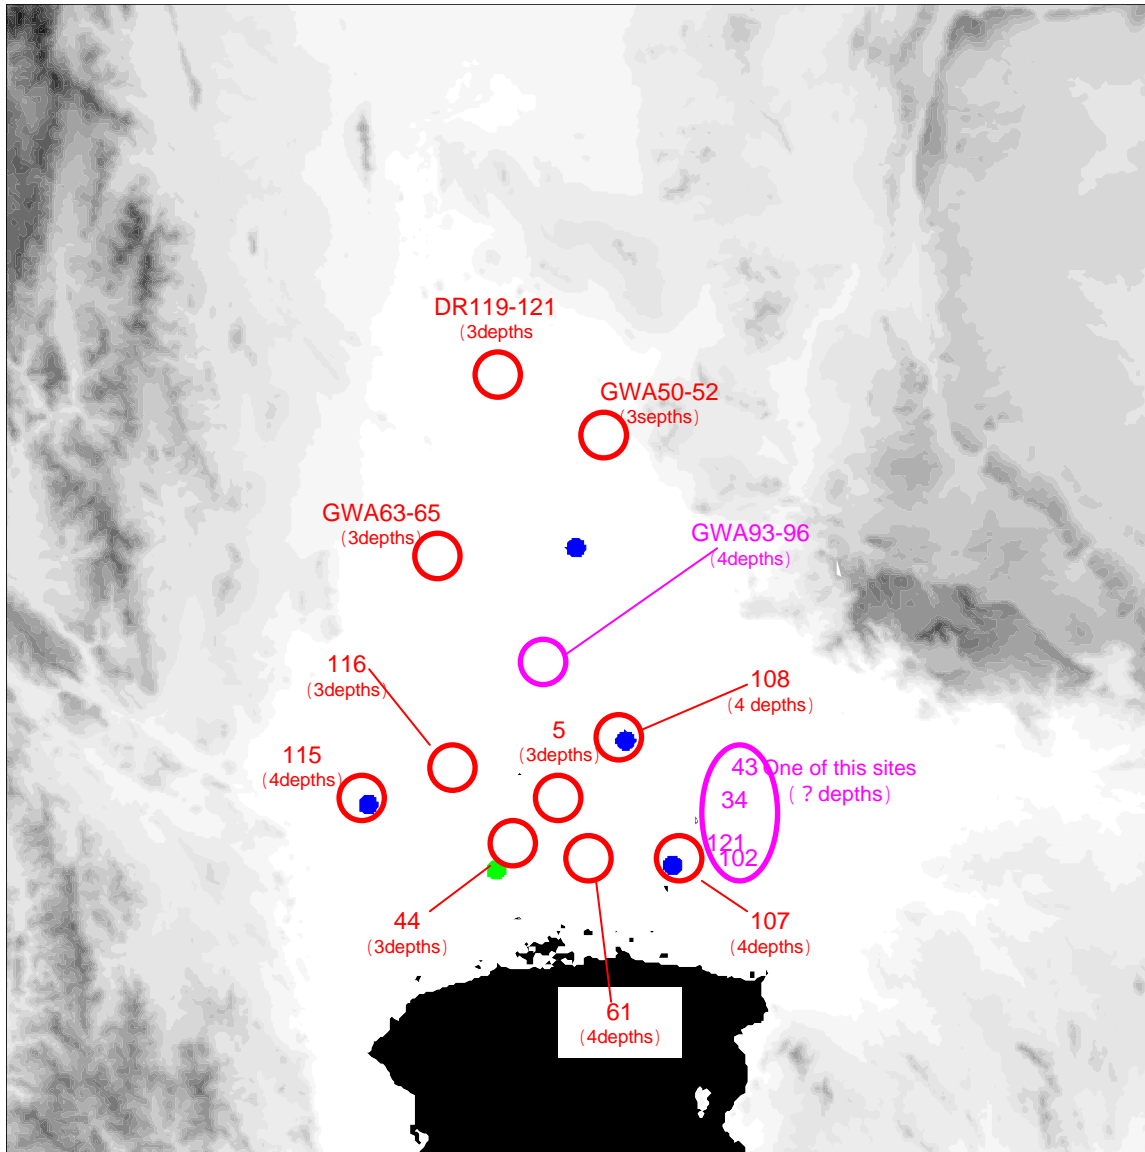 DR119-121
(3depths
GWA50-52
(3sepths)
GWA63-65
(3depths)
GWA93-96
(4depths)
116
(3depths)
108
(4 depths)
5
(3depths)
115
(4depths)
43 One of this sites
(? depths)
34
121
102
44
(3depths)
107
(4depths)
61
(4depths)